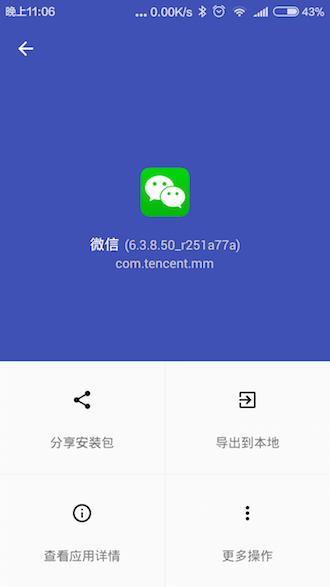 晚上11:06 ... 0.00K/s 43%
微信 (6.3.8.50_r251a77a)
com.tencent.mm
分享安装包 导出到本地
查看应用详情 更多操作